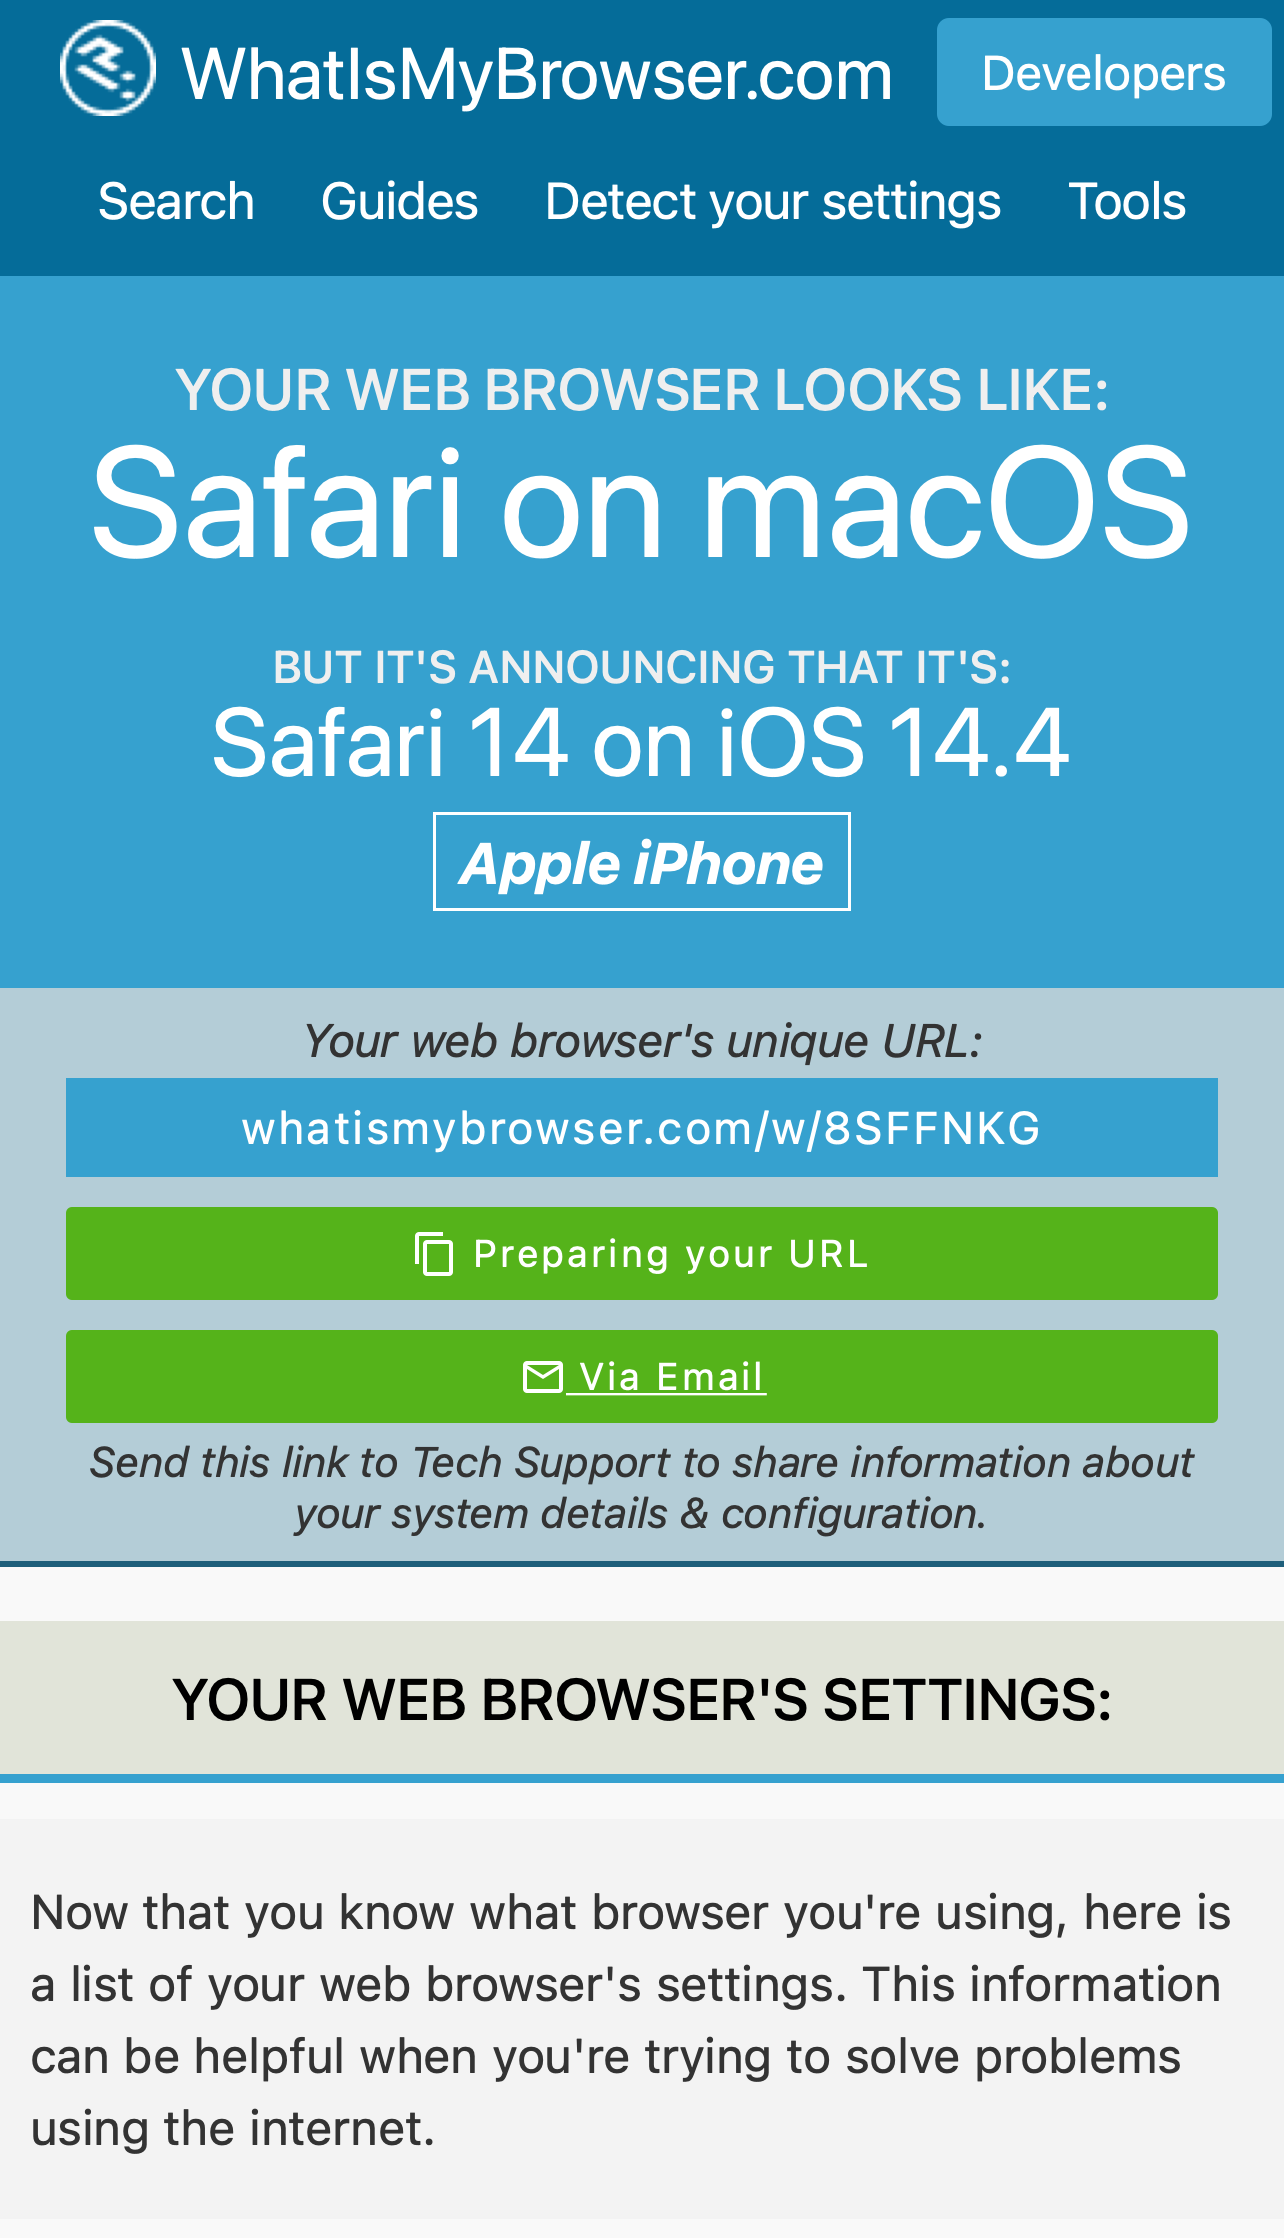 WhatIsMyBrowser.com
Developers
Search Guides Detect your settings Tools
YOUR WEB BROWSER LOOKS LIKE:
Safari on macOS
BUT IT'S ANNOUNCING THAT IT'S:
Safari 14 on iOS 14.4
Apple iPhone
Your web browser's unique URL:
whatismybrowser.com/w/8SFFNKG
Preparing your URL
Via Email
Send this link to Tech Support to share information about
your system details & configuration.
YOUR WEB BROWSER'S SETTINGS:
Now that you know what browser you're using, here is
a list of your web browser's settings. This information
can be helpful when you're trying to solve problems
using the internet.